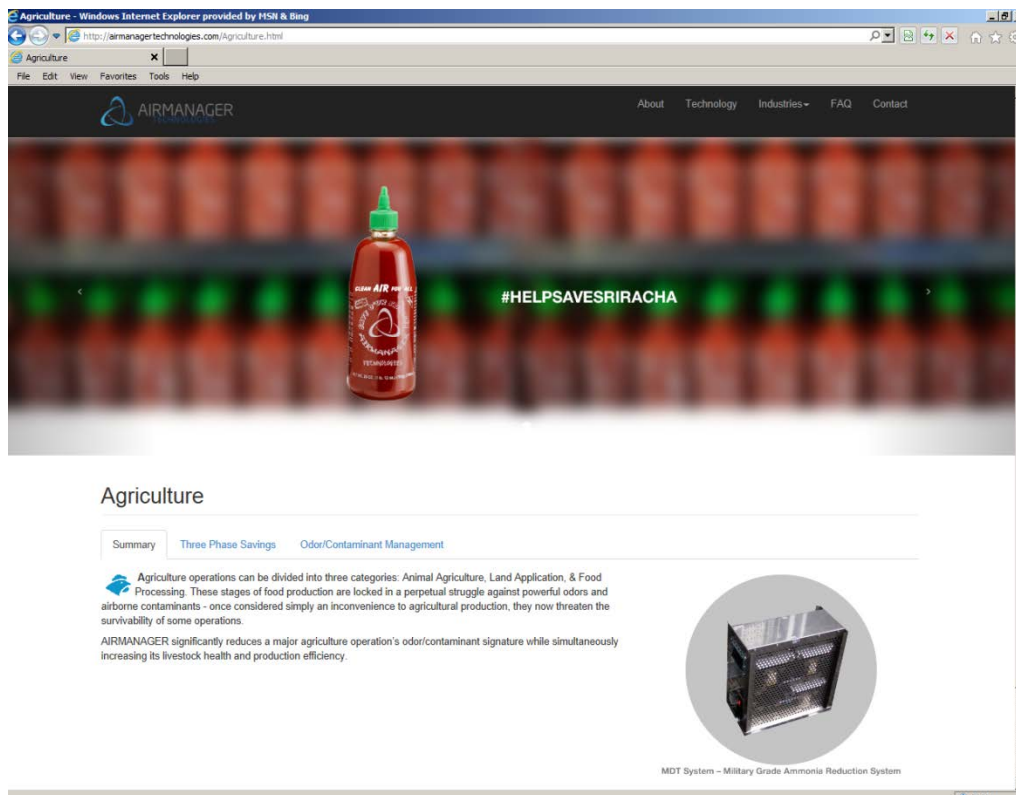 Agriculture - Windows Internet Explorer provided by MSN & Bing
http://airmanagertechnologies.com/Agriculture.html
Agriculture
File Edit View Favorites Tools Help
AIRMANAGER
TECHNOLOGIES
About Technology Industries FAQ Contact
CLEAN AIR FOR ALL
AIRMANAGER
TECHNOLOGIES
#HELPSAVESRIRACHA
Agriculture
Summary Three Phase Savings Odor/Contaminant Management
Agriculture operations can be divided into three categories: Animal Agriculture, Land Application, & Food
Processing. These stages of food production are locked in a perpetual struggle against powerful odors and
airborne contaminants - once considered simply an inconvenience to agricultural production, they now threaten the
survivability of some operations.
AIRMANAGER significantly reduces a major agriculture operation's odor/contaminant signature while simultaneously
increasing its livestock health and production efficiency.
MDT System – Military Grade Ammonia Reduction System